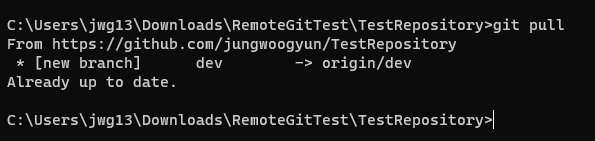 C:\Users\jwg13\Downloads\RemoteGitTest\TestRepository>git pull
From https://github.com/jungwoogyun/TestRepository
 * [new branch]      dev        -> origin/dev
Already up to date.
C:\Users\jwg13\Downloads\RemoteGitTest\TestRepository>